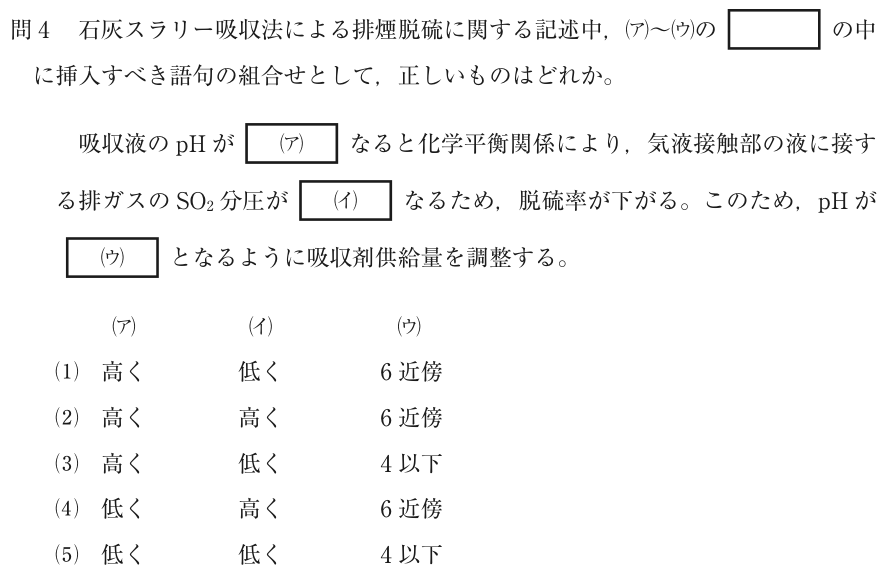 問4 石灰スラリー吸収法による排煙脱硫に関する記述中，(ア)～(ウ)の の中
に挿入すべき語句の組合せとして，正しいものはどれか。
吸収液の pH が (ア) なると化学平衡関係により，気液接触部の液に接す
る排ガスの SO₂ 分圧が (イ) なるため，脱硫率が下がる。このため，pH が
(ウ) となるように吸収剤供給量を調整する。
(ア) (イ) (ウ)
(1) 高く 低く 6 近傍
(2) 高く 高く 6 近傍
(3) 高く 低く 4 以下
(4) 低く 高く 6 近傍
(5) 低く 低く 4 以下